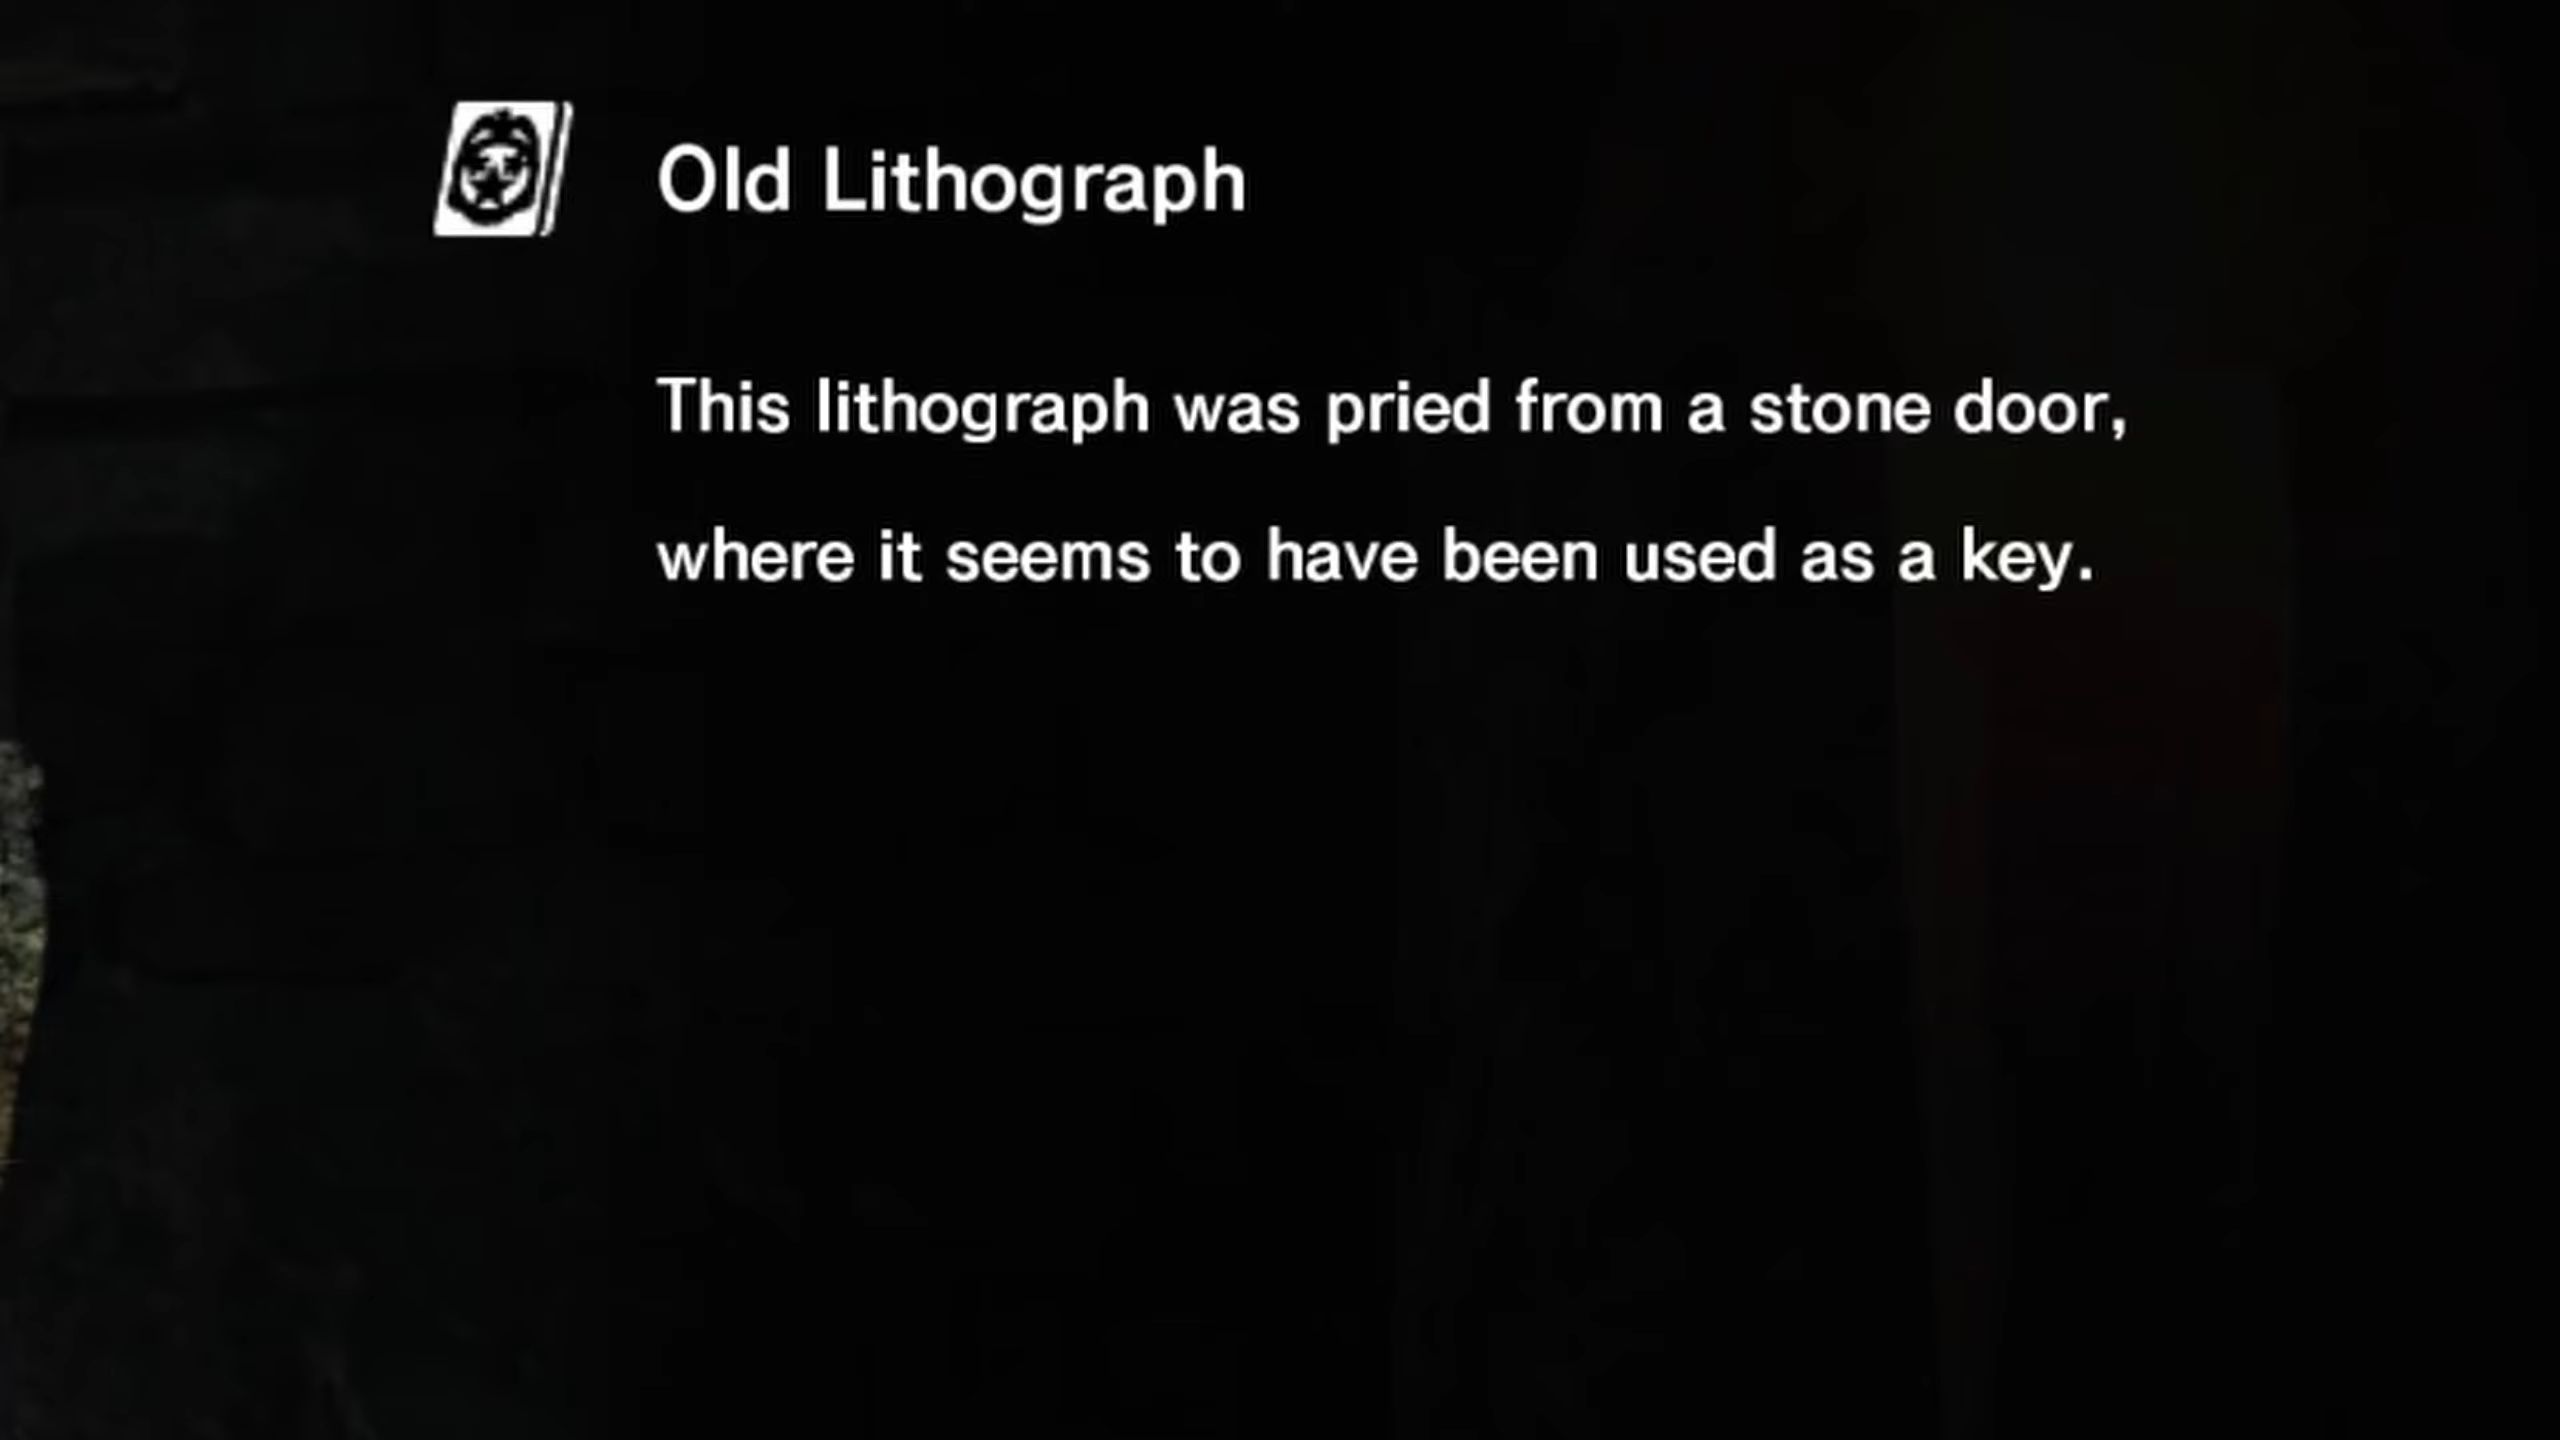 Old Lithograph
This lithograph was pried from a stone door,
where it seems to have been used as a key.